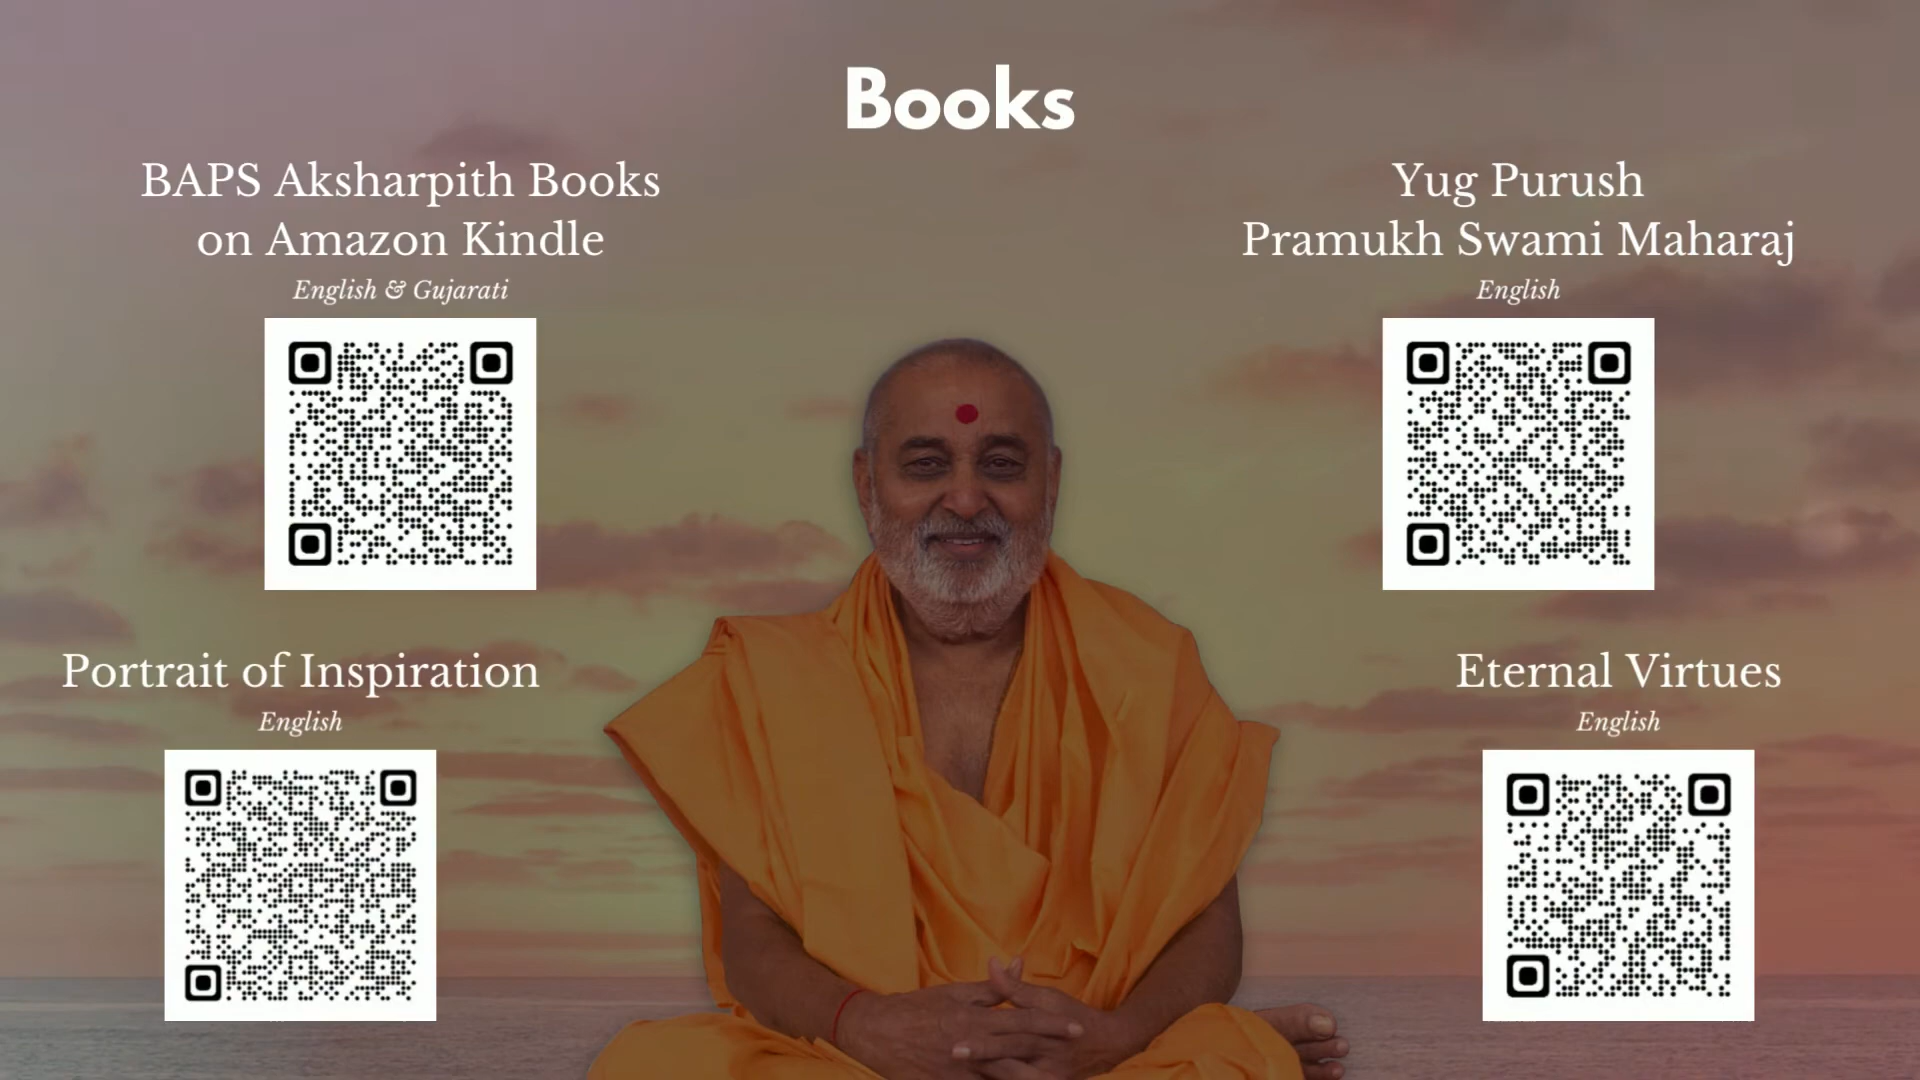 Books
BAPS Aksharpith Books
on Amazon Kindle
English & Gujarati
Yug Purush
Pramukh Swami Maharaj
English
Portrait of Inspiration
English
Eternal Virtues
English